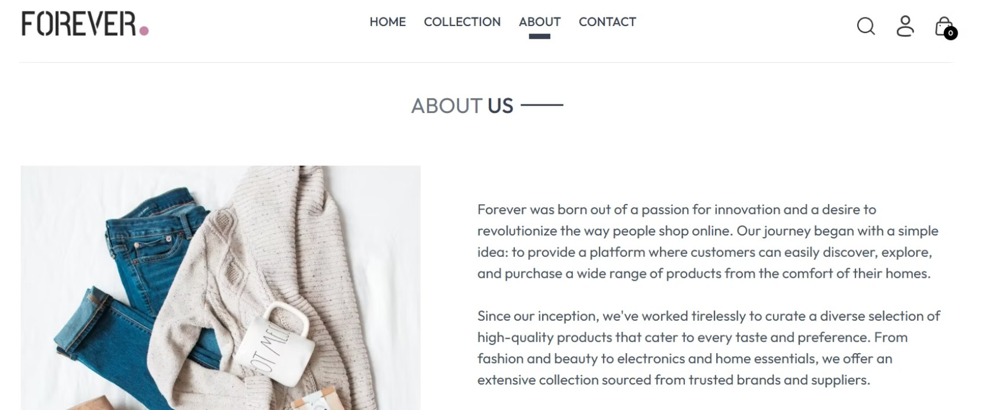 FOREVER.
HOME COLLECTION ABOUT CONTACT
0
ABOUT US
Forever was born out of a passion for innovation and a desire to
revolutionize the way people shop online. Our journey began with a simple
idea: to provide a platform where customers can easily discover, explore,
and purchase a wide range of products from the comfort of their homes.
Since our inception, we've worked tirelessly to curate a diverse selection of
high-quality products that cater to every taste and preference. From
fashion and beauty to electronics and home essentials, we offer an
extensive collection sourced from trusted brands and suppliers.